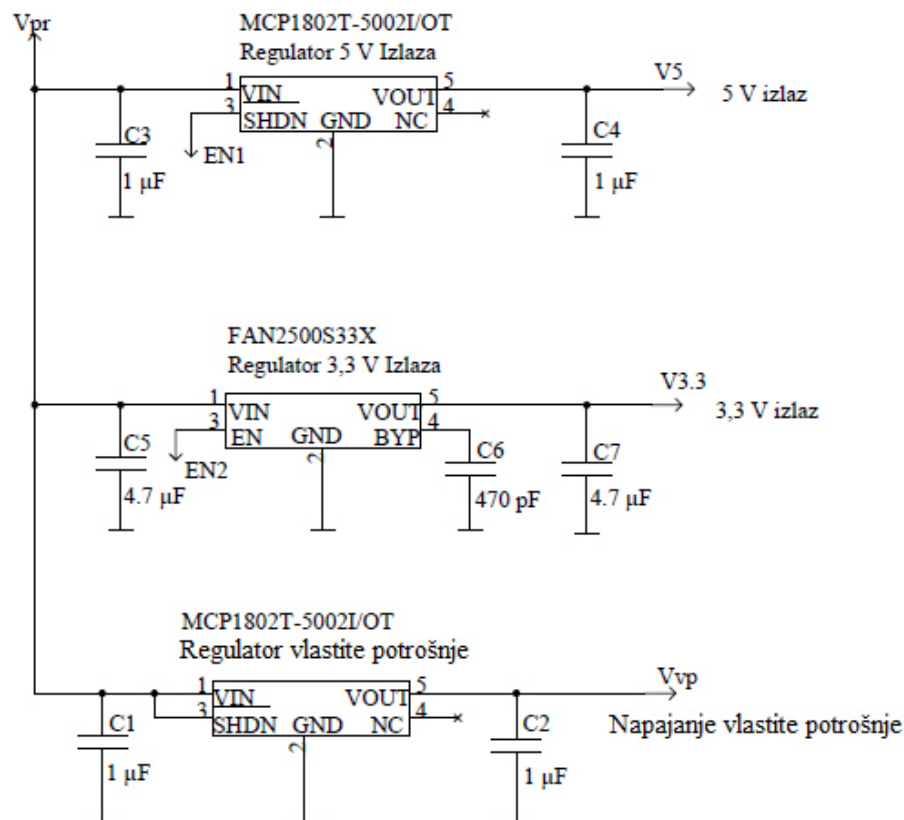 Vpr
MCP1802T-5002I/OT
Regulator 5 V Izlaza
1
VIN
VOUT
5
V5
5 V izlaz
3
SHDN
GND
NC
4
2
EN1
C3
1 µF
C4
1 µF
FAN2500S33X
Regulator 3,3 V Izlaza
1
VIN
VOUT
5
V3.3
3,3 V izlaz
3
EN
GND
BYP
4
2
EN2
C5
4.7 µF
C6
470 pF
C7
4.7 µF
MCP1802T-5002I/OT
Regulator vlastite potrošnje
1
VIN
VOUT
5
Vvp
Napajanje vlastite potrošnje
3
SHDN
GND
NC
4
2
C1
1 µF
C2
1 µF